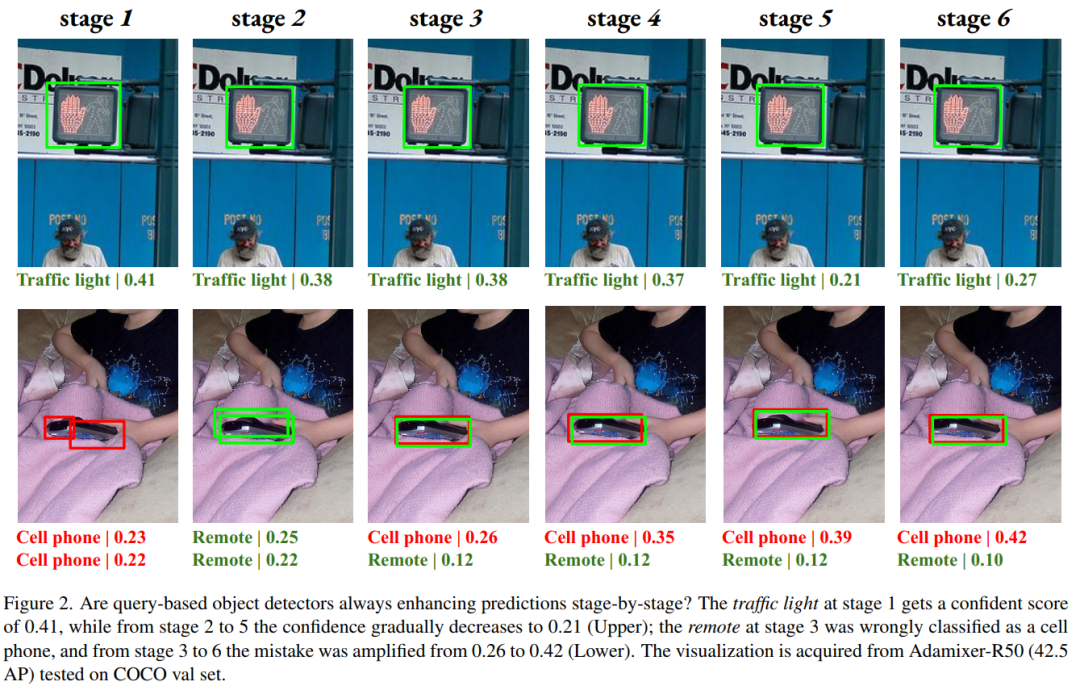 stage 1 stage 2 stage 3 stage 4 stage 5 stage 6
Traffic light | 0.41 Traffic light | 0.38 Traffic light | 0.38 Traffic light | 0.37 Traffic light | 0.21 Traffic light | 0.27
Cell phone | 0.23 Remote | 0.25 Cell phone | 0.26 Cell phone | 0.35 Cell phone | 0.39 Cell phone | 0.42
Cell phone | 0.22 Remote | 0.22 Remote | 0.12 Remote | 0.12 Remote | 0.12 Remote | 0.10
Figure 2. Are query-based object detectors always enhancing predictions stage-by-stage? The traffic light at stage 1 gets a confident score
of 0.41, while from stage 2 to 5 the confidence gradually decreases to 0.21 (Upper); the remote at stage 3 was wrongly classified as a cell
phone, and from stage 3 to 6 the mistake was amplified from 0.26 to 0.42 (Lower). The visualization is acquired from Adamixer-R50 (42.5
AP) tested on COCO val set.